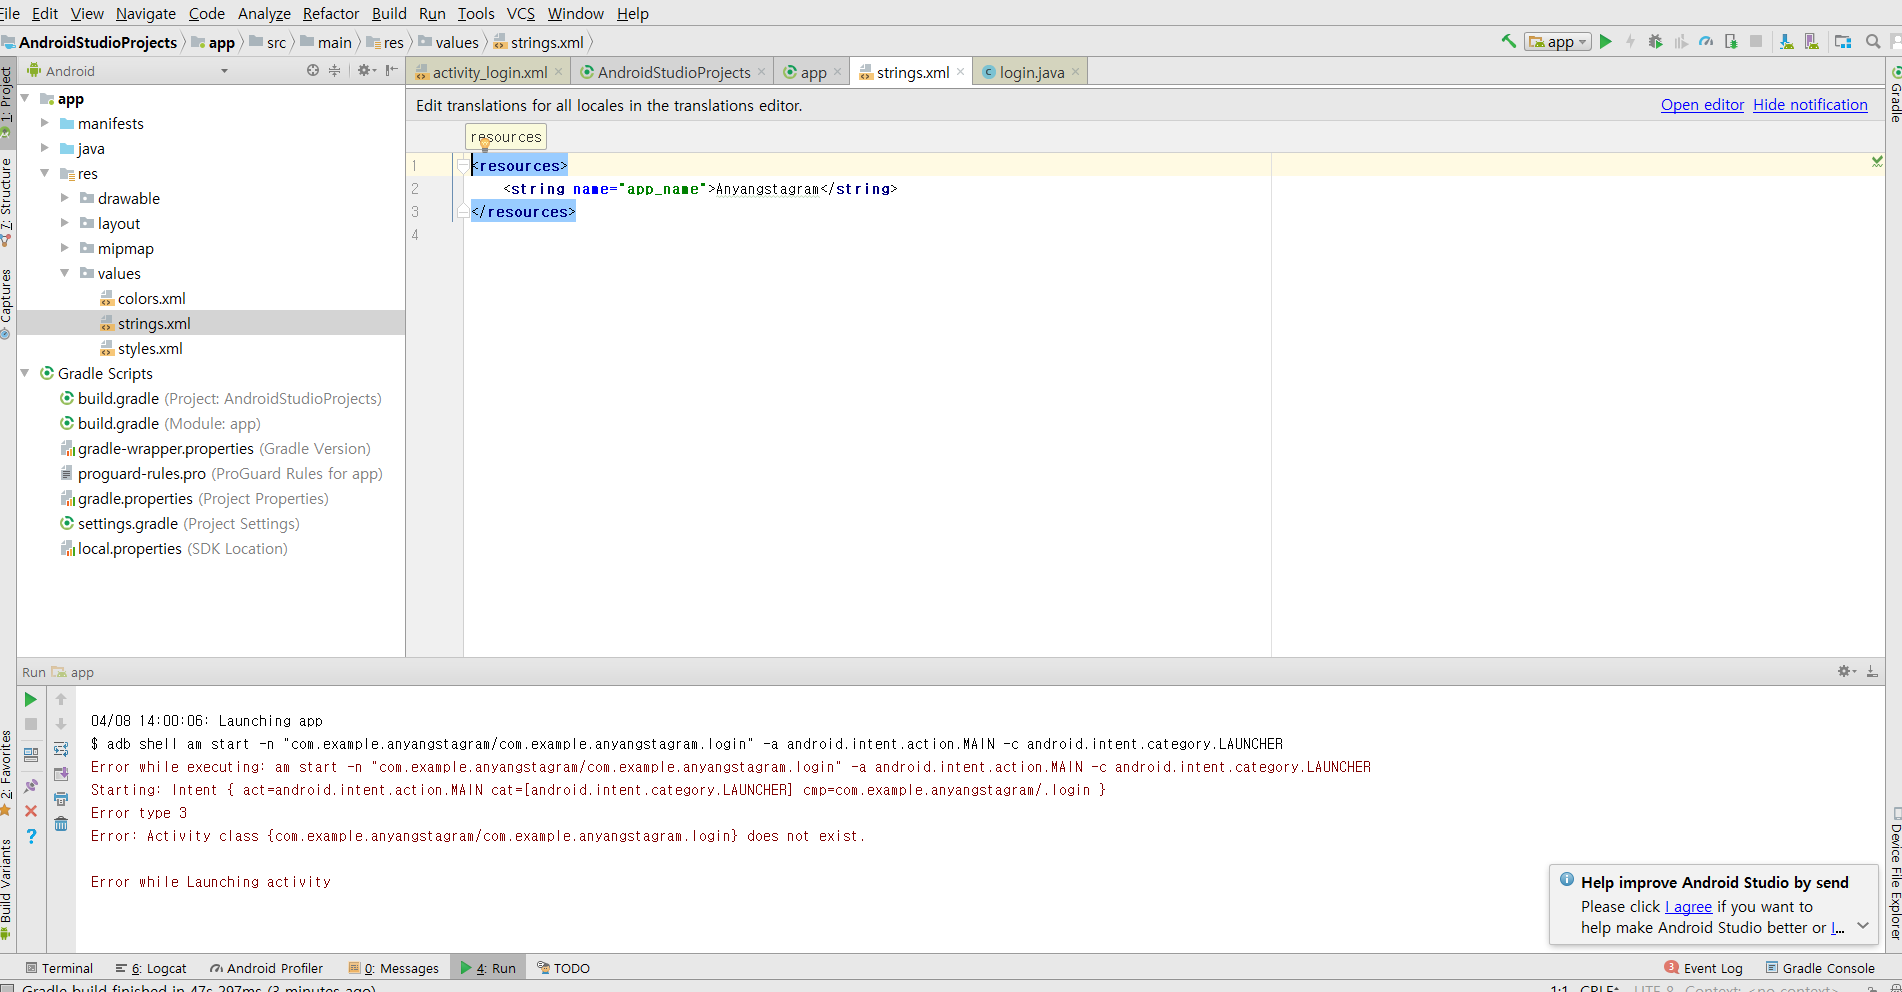 File Edit View Navigate Code Analyze Refactor Build Run Tools VCS Window Help
AndroidStudioProjects app src main res values strings.xml app
1: Project
Android
activity_login.xml AndroidStudioProjects app strings.xml login.java
Gradle
Edit translations for all locales in the translations editor. Open editor Hide notification
resources
1 <resources>
2 <string name="app_name">Anyangstagram</string>
3 </resources>
4
app
manifests
java
res
drawable
layout
mipmap
values
colors.xml
strings.xml
styles.xml
Gradle Scripts
build.gradle (Project: AndroidStudioProjects)
build.gradle (Module: app)
gradle-wrapper.properties (Gradle Version)
proguard-rules.pro (ProGuard Rules for app)
gradle.properties (Project Properties)
settings.gradle (Project Settings)
local.properties (SDK Location)
7: Structure
Captures
2: Favorites
Build Variants
Run app
04/08 14:00:06: Launching app
$ adb shell am start -n "com.example.anyangstagram/com.example.anyangstagram.login" -a android.intent.action.MAIN -c android.intent.category.LAUNCHER
Error while executing: am start -n "com.example.anyangstagram/com.example.anyangstagram.login" -a android.intent.action.MAIN -c android.intent.category.LAUNCHER
Starting: Intent { act=android.intent.action.MAIN cat=[android.intent.category.LAUNCHER] cmp=com.example.anyangstagram/.login }
Error type 3
Error: Activity class {com.example.anyangstagram/com.example.anyangstagram.login} does not exist.
Error while Launching activity
Help improve Android Studio by send
Please click I agree if you want to
help make Android Studio better or I...
Device File Explorer
Terminal 6: Logcat Android Profiler 0: Messages 4: Run TODO 3 Event Log Gradle Console
Gradle build finished in 47s 297ms (3 minutes ago) 1:1 CRLF÷ UTF-8 Context: <no context>